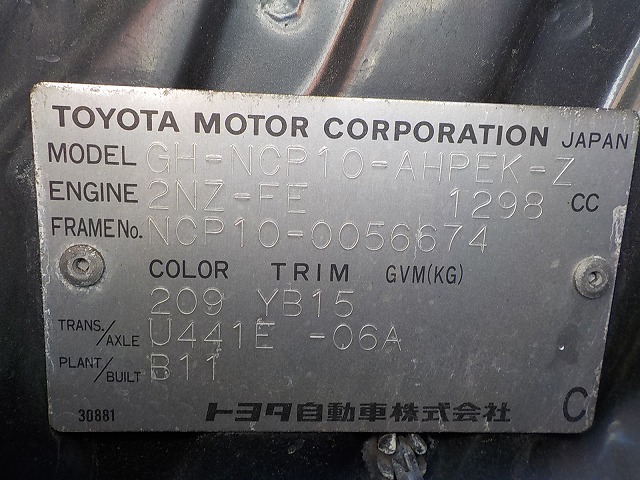 TOYOTA MOTOR CORPORATION JAPAN
MODEL GH-NCP10-AHPEK-Z
ENGINE 2NZ-FE 1298 CC
FRAME No. NCP10-0056674
COLOR TRIM GVM(KG)
209 YB15
TRANS./AXLE U441E -06A
PLANT/BUILT B11
30881 トヨタ自動車株式会社 C